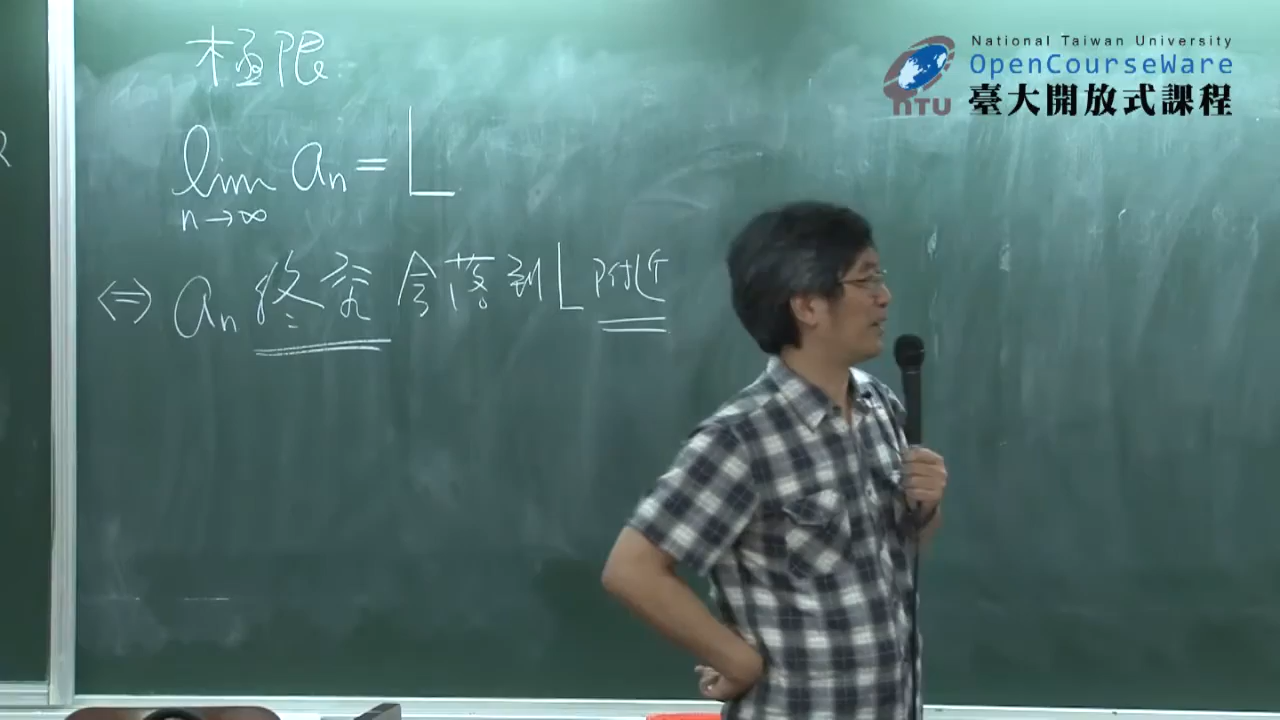 極限
lim aₙ = L
n→∞
⇔ aₙ 終究會落到 L 附近
National Taiwan University
OpenCourseWare
NTU 臺大開放式課程